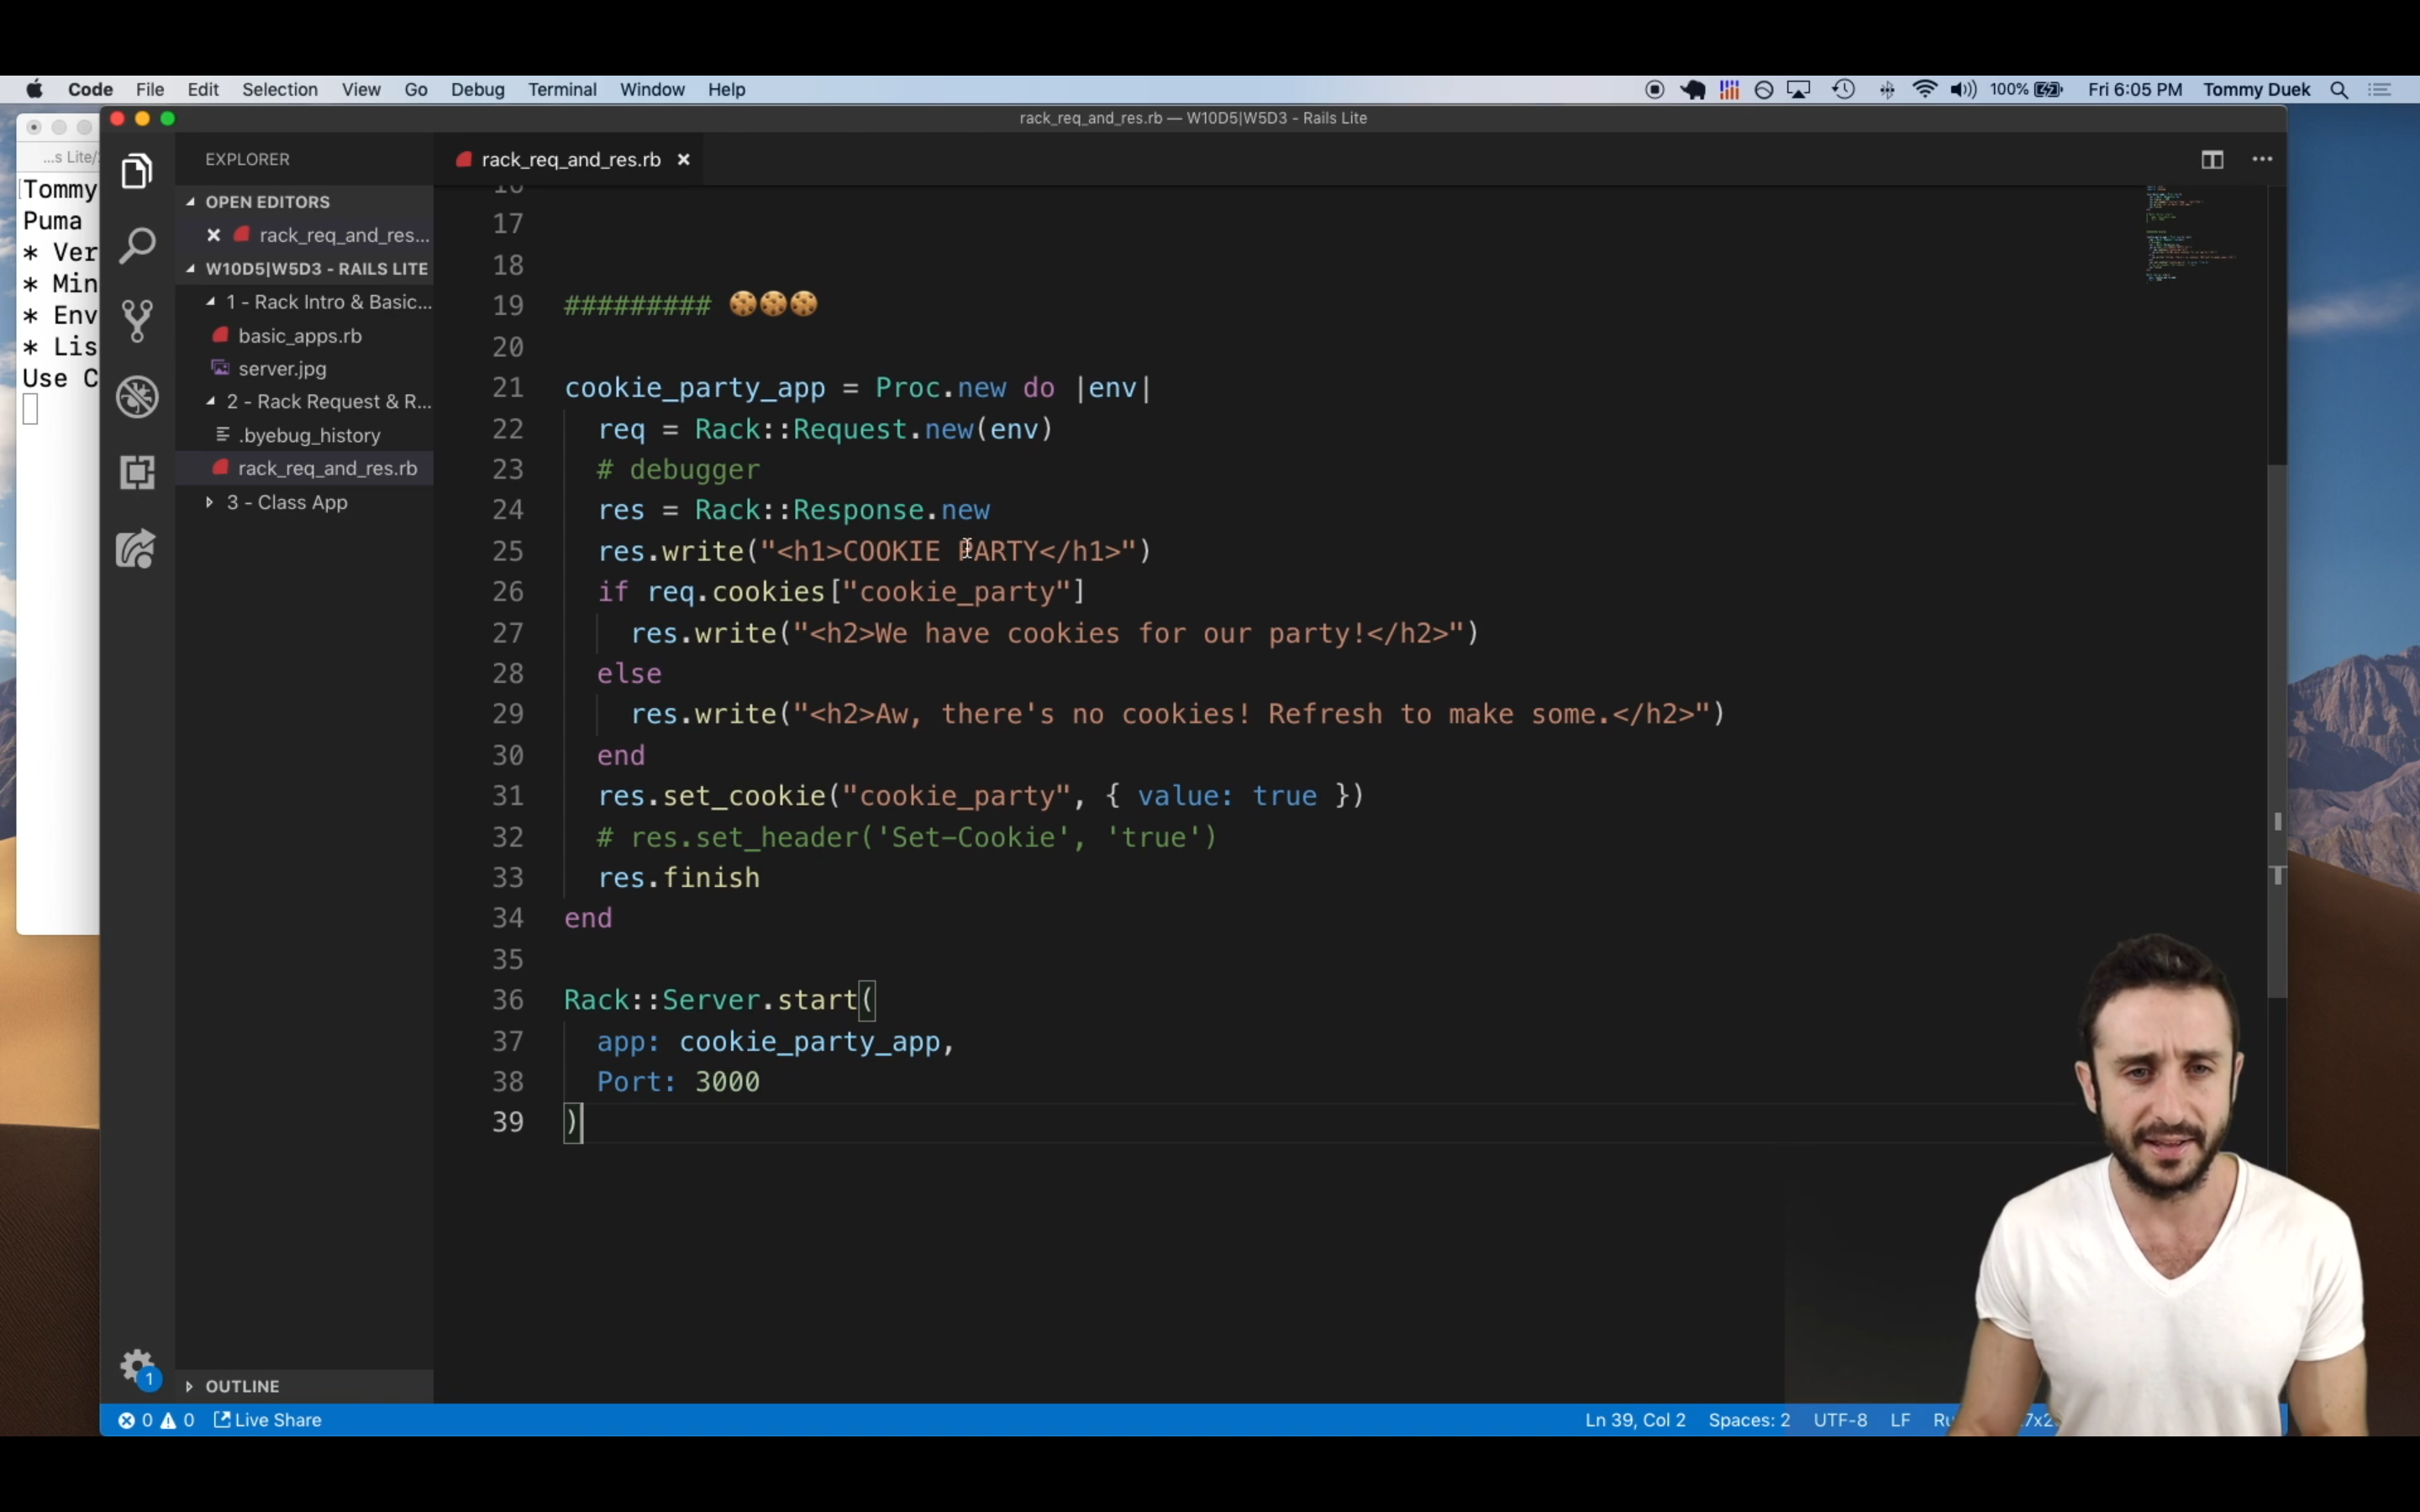 Code File Edit Selection View Go Debug Terminal Window Help 100% Fri 6:05 PM Tommy Duek
rack_req_and_res.rb — W10D5|W5D3 - Rails Lite
...s Lite/
Tommy
Puma
* Ver
* Min
* Env
* Lis
Use C
EXPLORER
OPEN EDITORS
rack_req_and_res...
W10D5|W5D3 - RAILS LITE
1 - Rack Intro & Basic...
basic_apps.rb
server.jpg
2 - Rack Request & R...
.byebug_history
rack_req_and_res.rb
3 - Class App
OUTLINE
rack_req_and_res.rb
16
17
18
19 ######### 🍪🍪🍪
20
21 cookie_party_app = Proc.new do |env|
22 req = Rack::Request.new(env)
23 # debugger
24 res = Rack::Response.new
25 res.write("<h1>COOKIE PARTY</h1>")
26 if req.cookies["cookie_party"]
27 res.write("<h2>We have cookies for our party!</h2>")
28 else
29 res.write("<h2>Aw, there's no cookies! Refresh to make some.</h2>")
30 end
31 res.set_cookie("cookie_party", { value: true })
32 # res.set_header('Set-Cookie', 'true')
33 res.finish
34 end
35
36 Rack::Server.start(
37 app: cookie_party_app,
38 Port: 3000
39 )
1
0 0 Live Share Ln 39, Col 2 Spaces: 2 UTF-8 LF